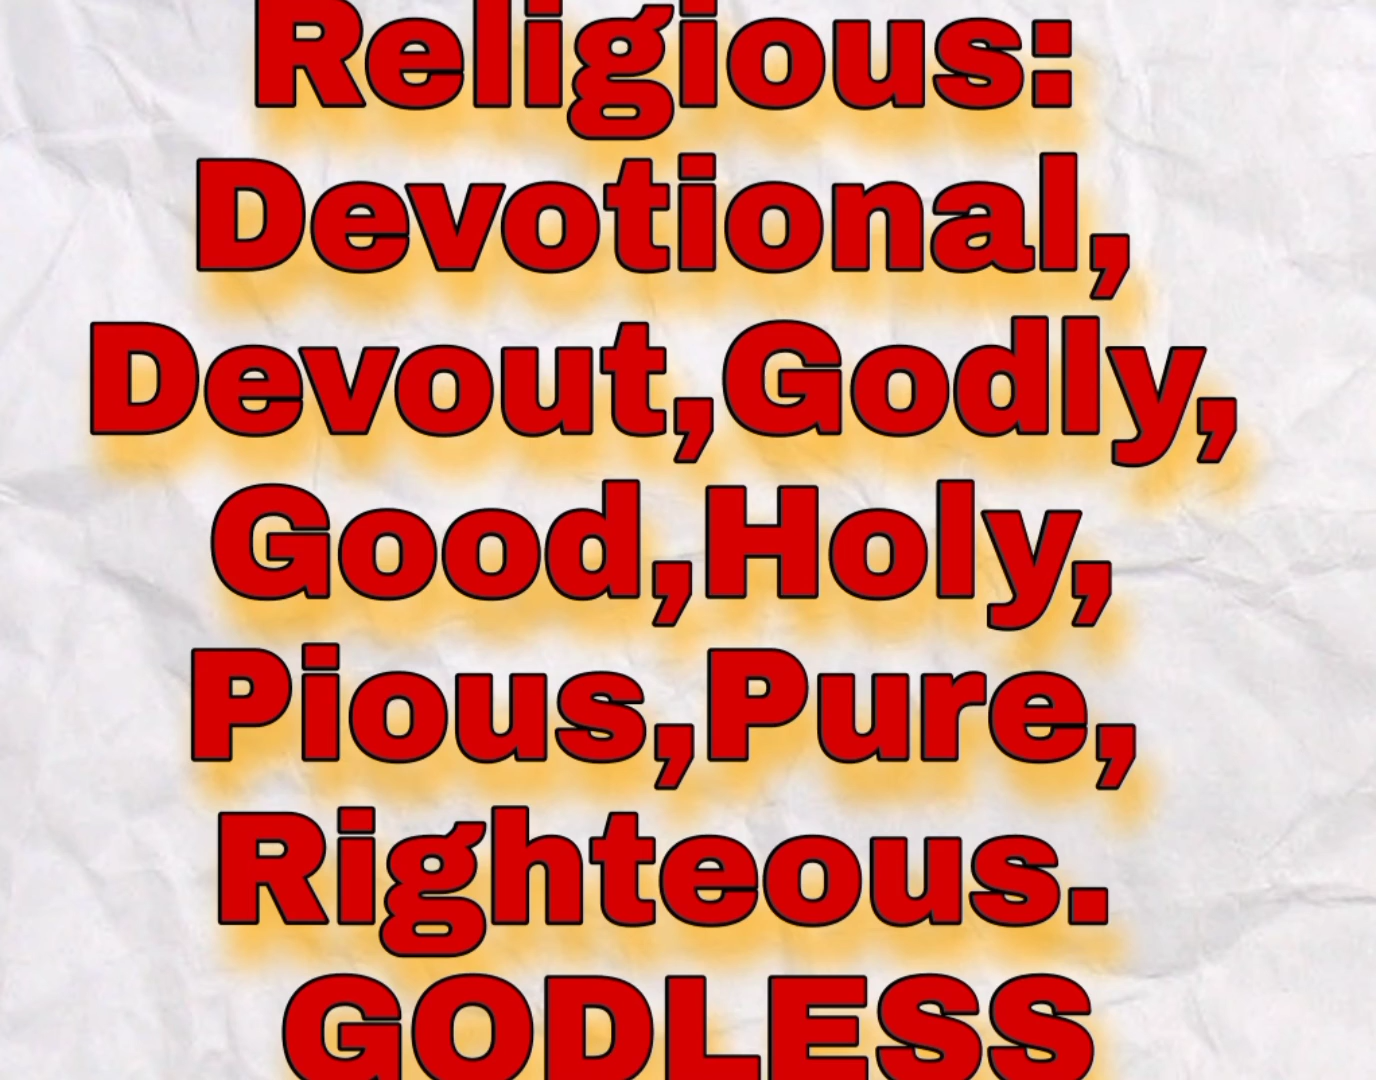 Religious:
Devotional,
Devout,Godly,
Good,Holy,
Pious,Pure,
Righteous.
GODLESS